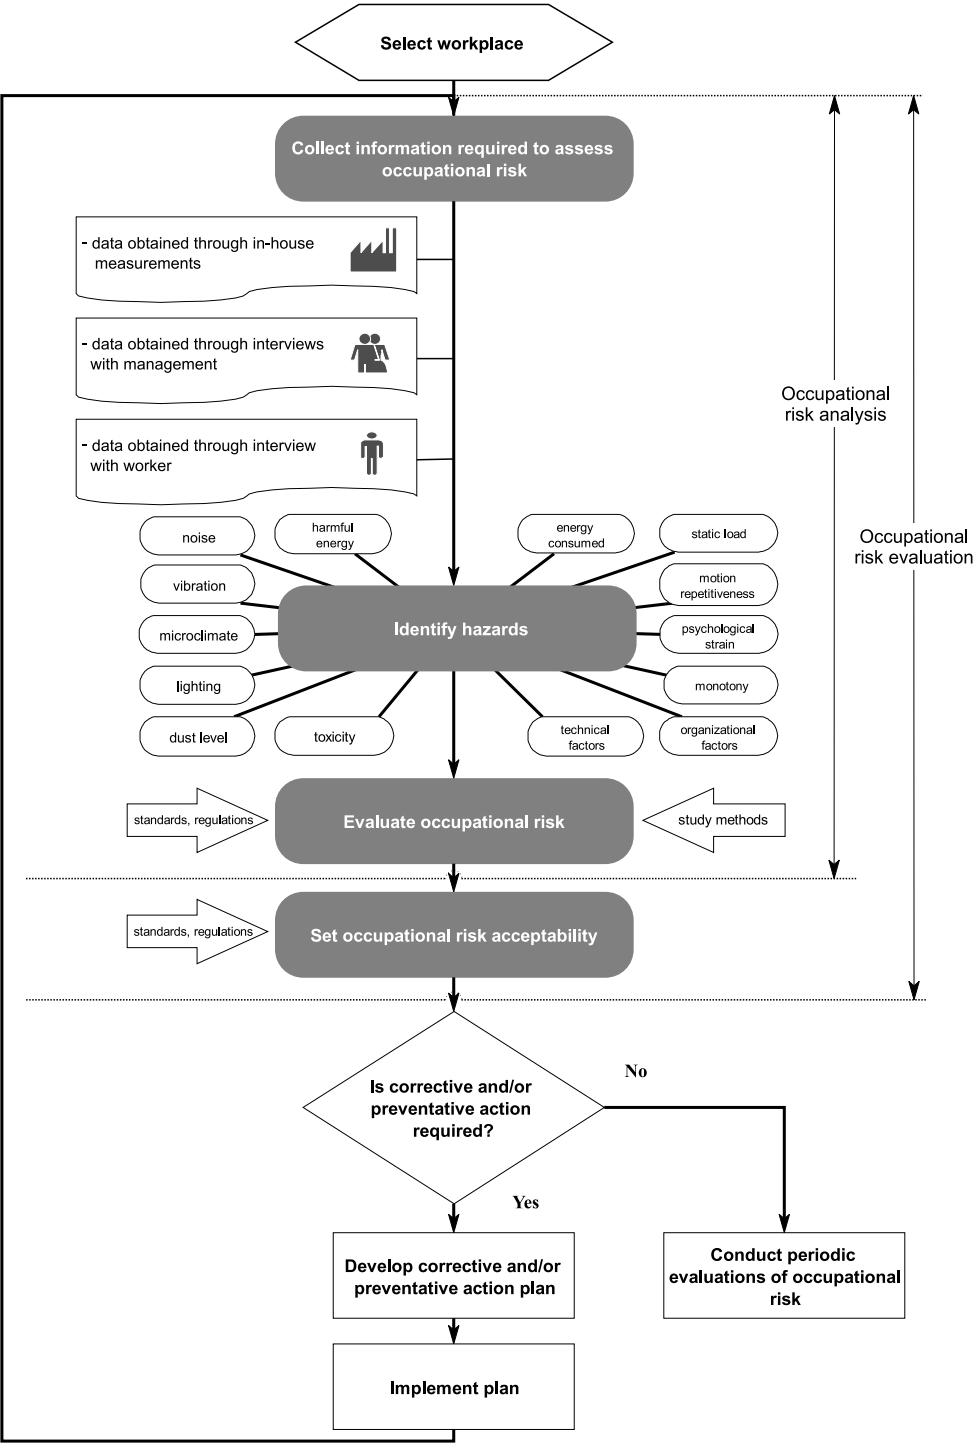 Select workplace
Collect information required to assess
occupational risk
- data obtained through in-house
measurements
- data obtained through interviews
with management
- data obtained through interview
with worker
Occupational
risk analysis
Occupational
risk evaluation
noise
harmful
energy
energy
consumed
static load
vibration
motion
repetitiveness
microclimate
Identify hazards
psychological
strain
lighting
monotony
dust level
toxicity
technical
factors
organizational
factors
standards, regulations
Evaluate occupational risk
study methods
standards, regulations
Set occupational risk acceptability
Is corrective and/or
preventative action
required?
No
Yes
Develop corrective and/or
preventative action plan
Conduct periodic
evaluations of occupational
risk
Implement plan